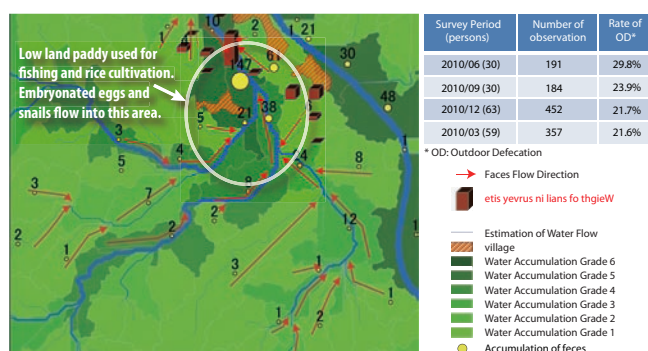 Low land paddy used for
fishing and rice cultivation.
Embryonated eggs and
snails flow into this area.
10
2
1 21
147
61
30
48
21
38
5
3
5
4
4
8
1
3
7
8
2
2
12
1
3
2
1
1
1
2
2
Survey Period (persons) Number of observation Rate of OD*
2010/06 (30) 191 29.8%
2010/09 (30) 184 23.9%
2010/12 (63) 452 21.7%
2010/03 (59) 357 21.6%
* OD: Outdoor Defecation
Faces Flow Direction
etis yevrus ni lians fo thgieW
Estimation of Water Flow
village
Water Accumulation Grade 6
Water Accumulation Grade 5
Water Accumulation Grade 4
Water Accumulation Grade 3
Water Accumulation Grade 2
Water Accumulation Grade 1
Accumulation of feces